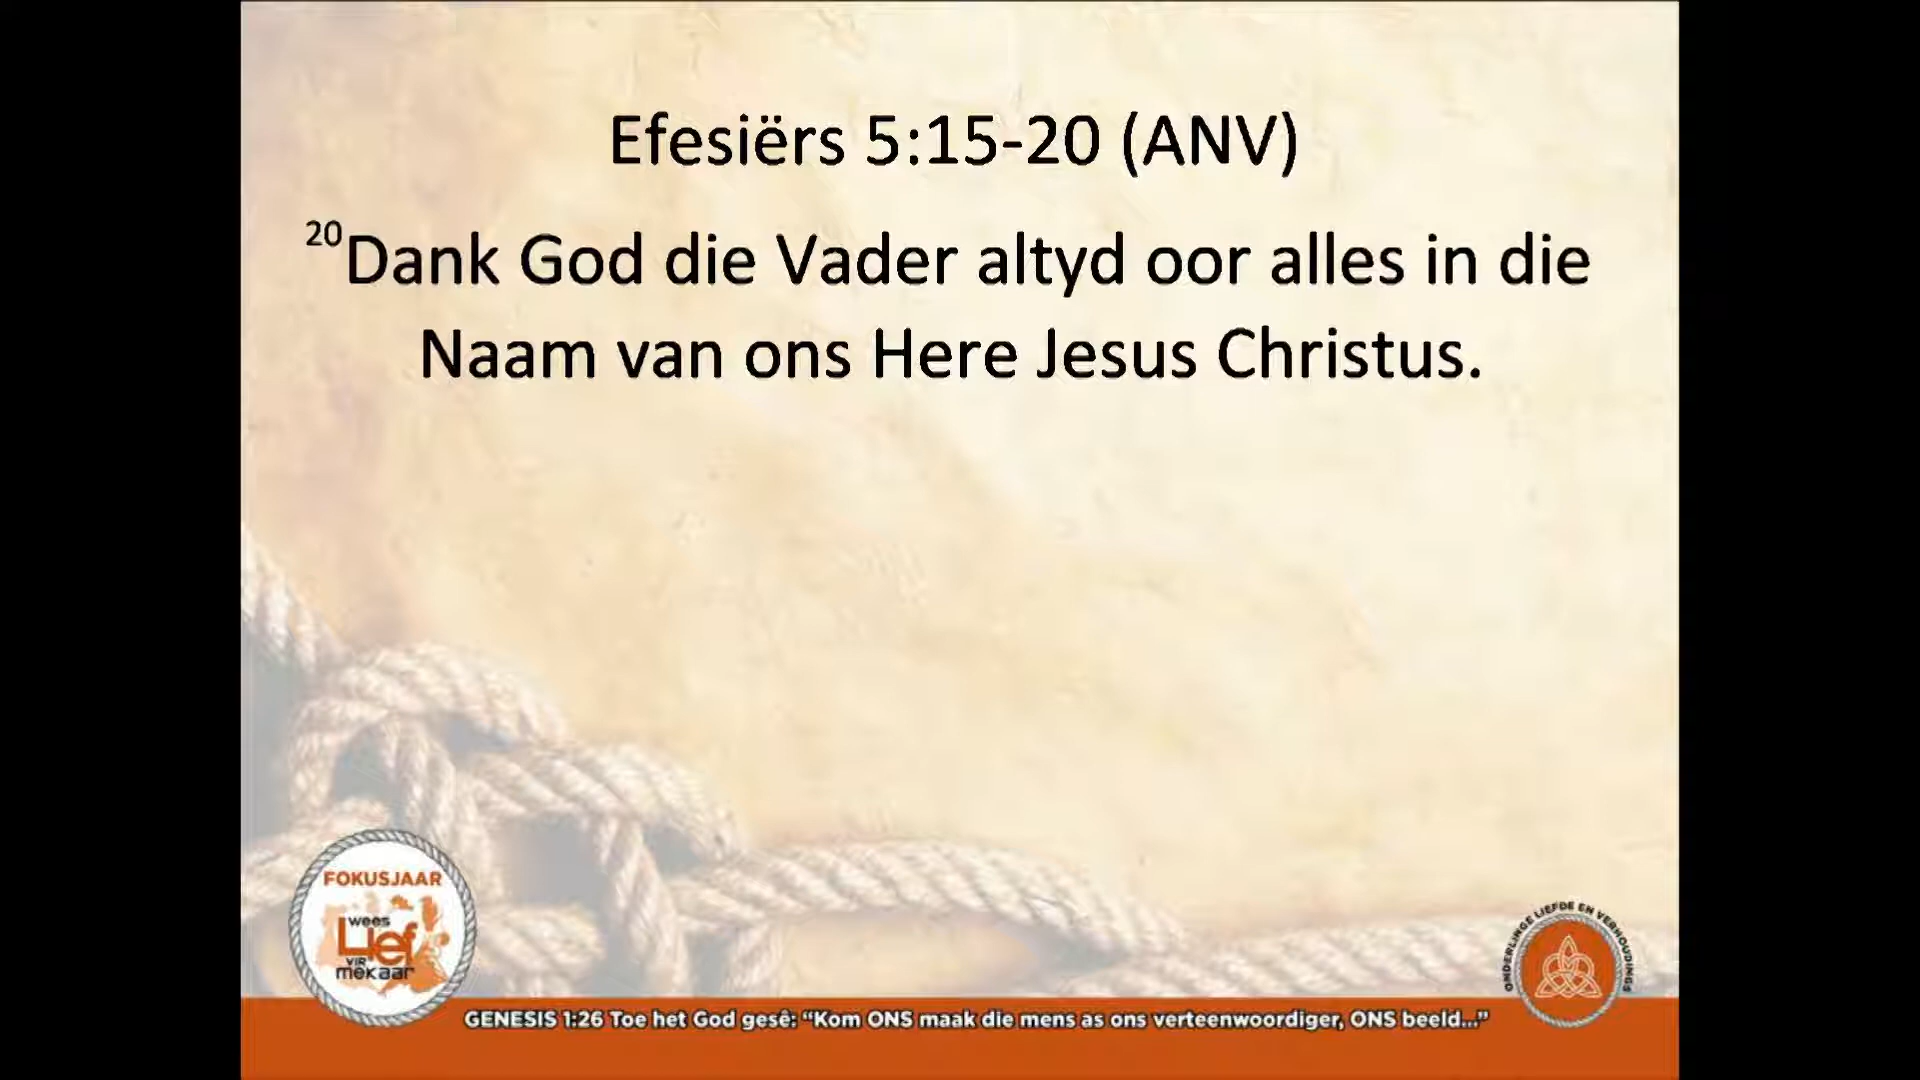 Efesiërs 5:15-20 (ANV)
20Dank God die Vader altyd oor alles in die
Naam van ons Here Jesus Christus.
FOKUSJAAR
wees
Lief
VIR
mekaar
ONDERLINGE LIEFDE EN VERHOUDINGS
GENESIS 1:26 Toe het God gesê: “Kom ONS maak die mens as ons verteenwoordiger, ONS beeld...”